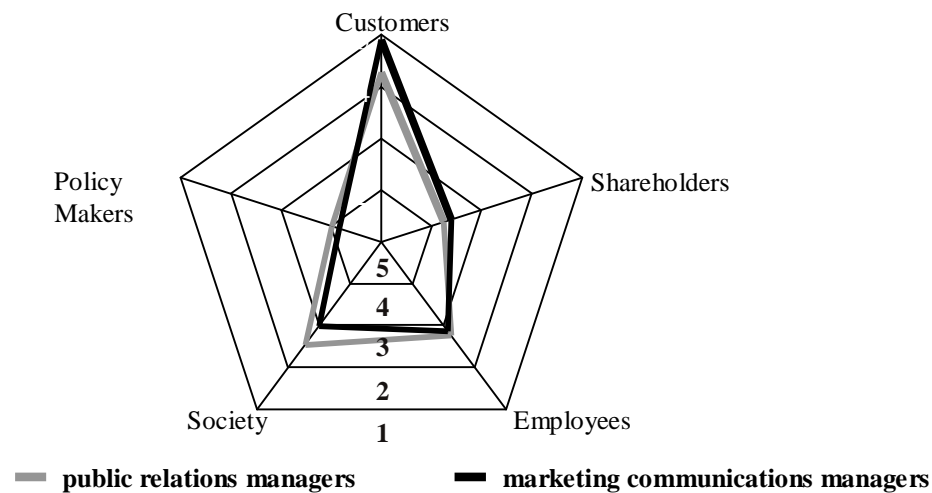 Customers
Policy
Makers
Shareholders
5
4
3
2
Society
Employees
1
public relations managers
marketing communications managers